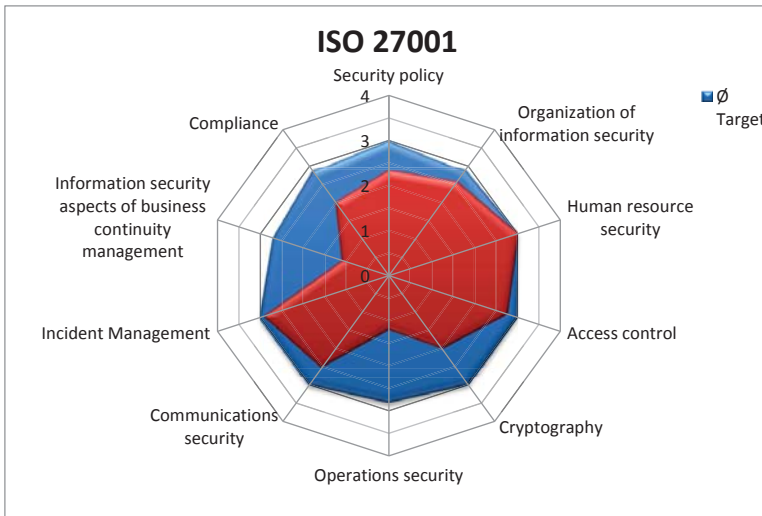 ISO 27001
Security policy
4
3
2
1
0
Ø
Target
Organization of
information security
Human resource
security
Access control
Cryptography
Operations security
Communications
security
Incident Management
Information security
aspects of business
continuity
management
Compliance